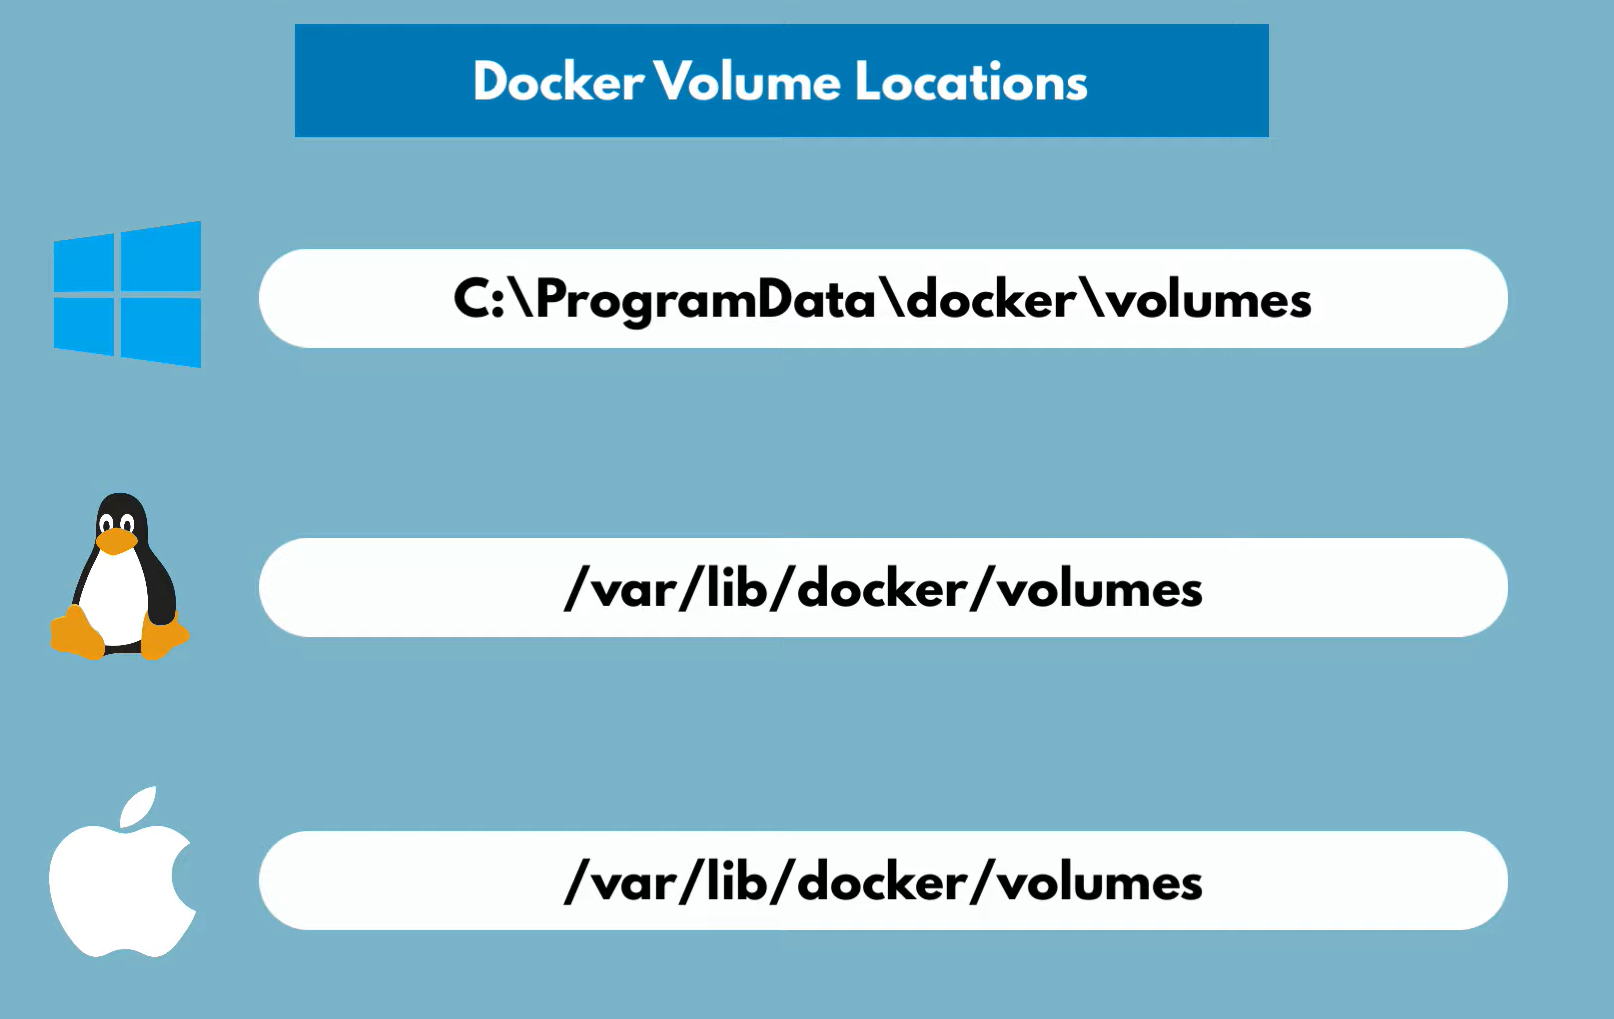 Docker Volume Locations
C:\ProgramData\docker\volumes
/var/lib/docker/volumes
/var/lib/docker/volumes